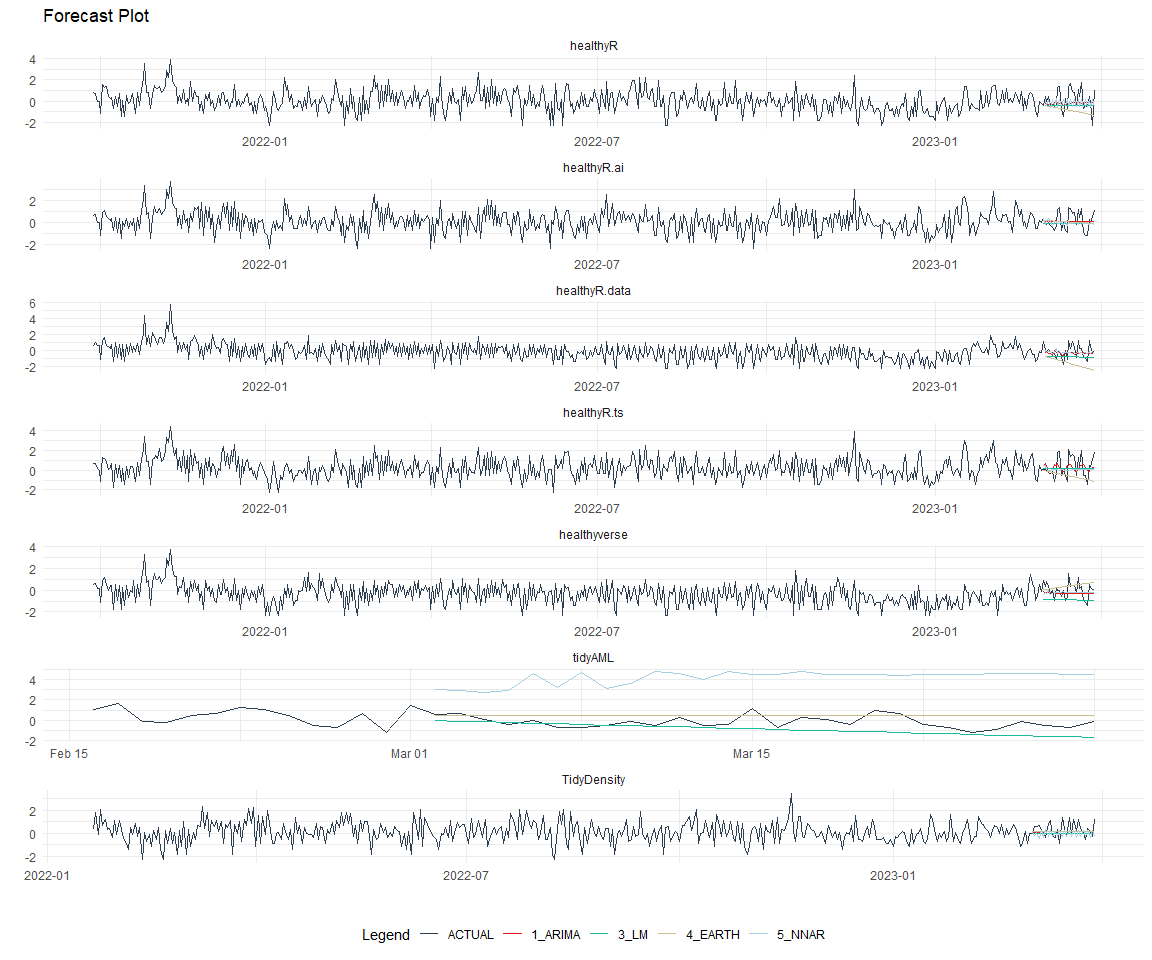 Forecast Plot
healthyR
4
2
0
-2
2022-01 2022-07 2023-01
healthyR.ai
2
0
-2
2022-01 2022-07 2023-01
healthyR.data
6
4
2
0
-2
2022-01 2022-07 2023-01
healthyR.ts
4
2
0
-2
2022-01 2022-07 2023-01
healthyverse
4
2
0
-2
2022-01 2022-07 2023-01
tidyAML
4
2
0
-2
Feb 15 Mar 01 Mar 15
TidyDensity
2
0
-2
2022-01 2022-07 2023-01
Legend ACTUAL 1_ARIMA 3_LM 4_EARTH 5_NNAR